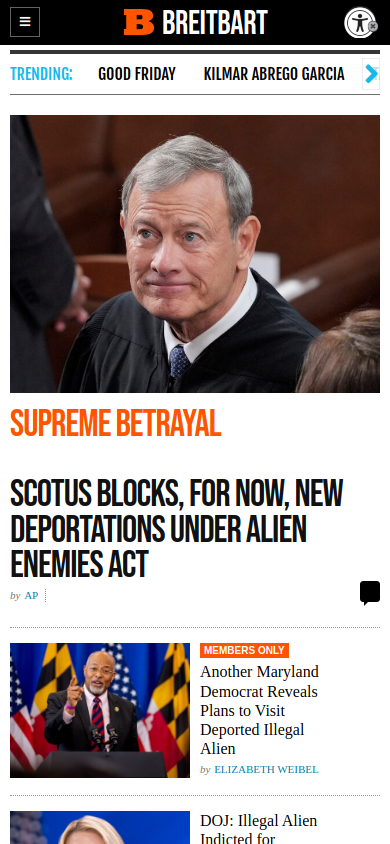 BREITBART
TRENDING: GOOD FRIDAY KILMAR ABREGO GARCIA
SUPREME BETRAYAL
SCOTUS BLOCKS, FOR NOW, NEW
DEPORTATIONS UNDER ALIEN
ENEMIES ACT
by AP
MEMBERS ONLY
Another Maryland
Democrat Reveals
Plans to Visit
Deported Illegal
Alien
by ELIZABETH WEIBEL
DOJ: Illegal Alien
Indicted for